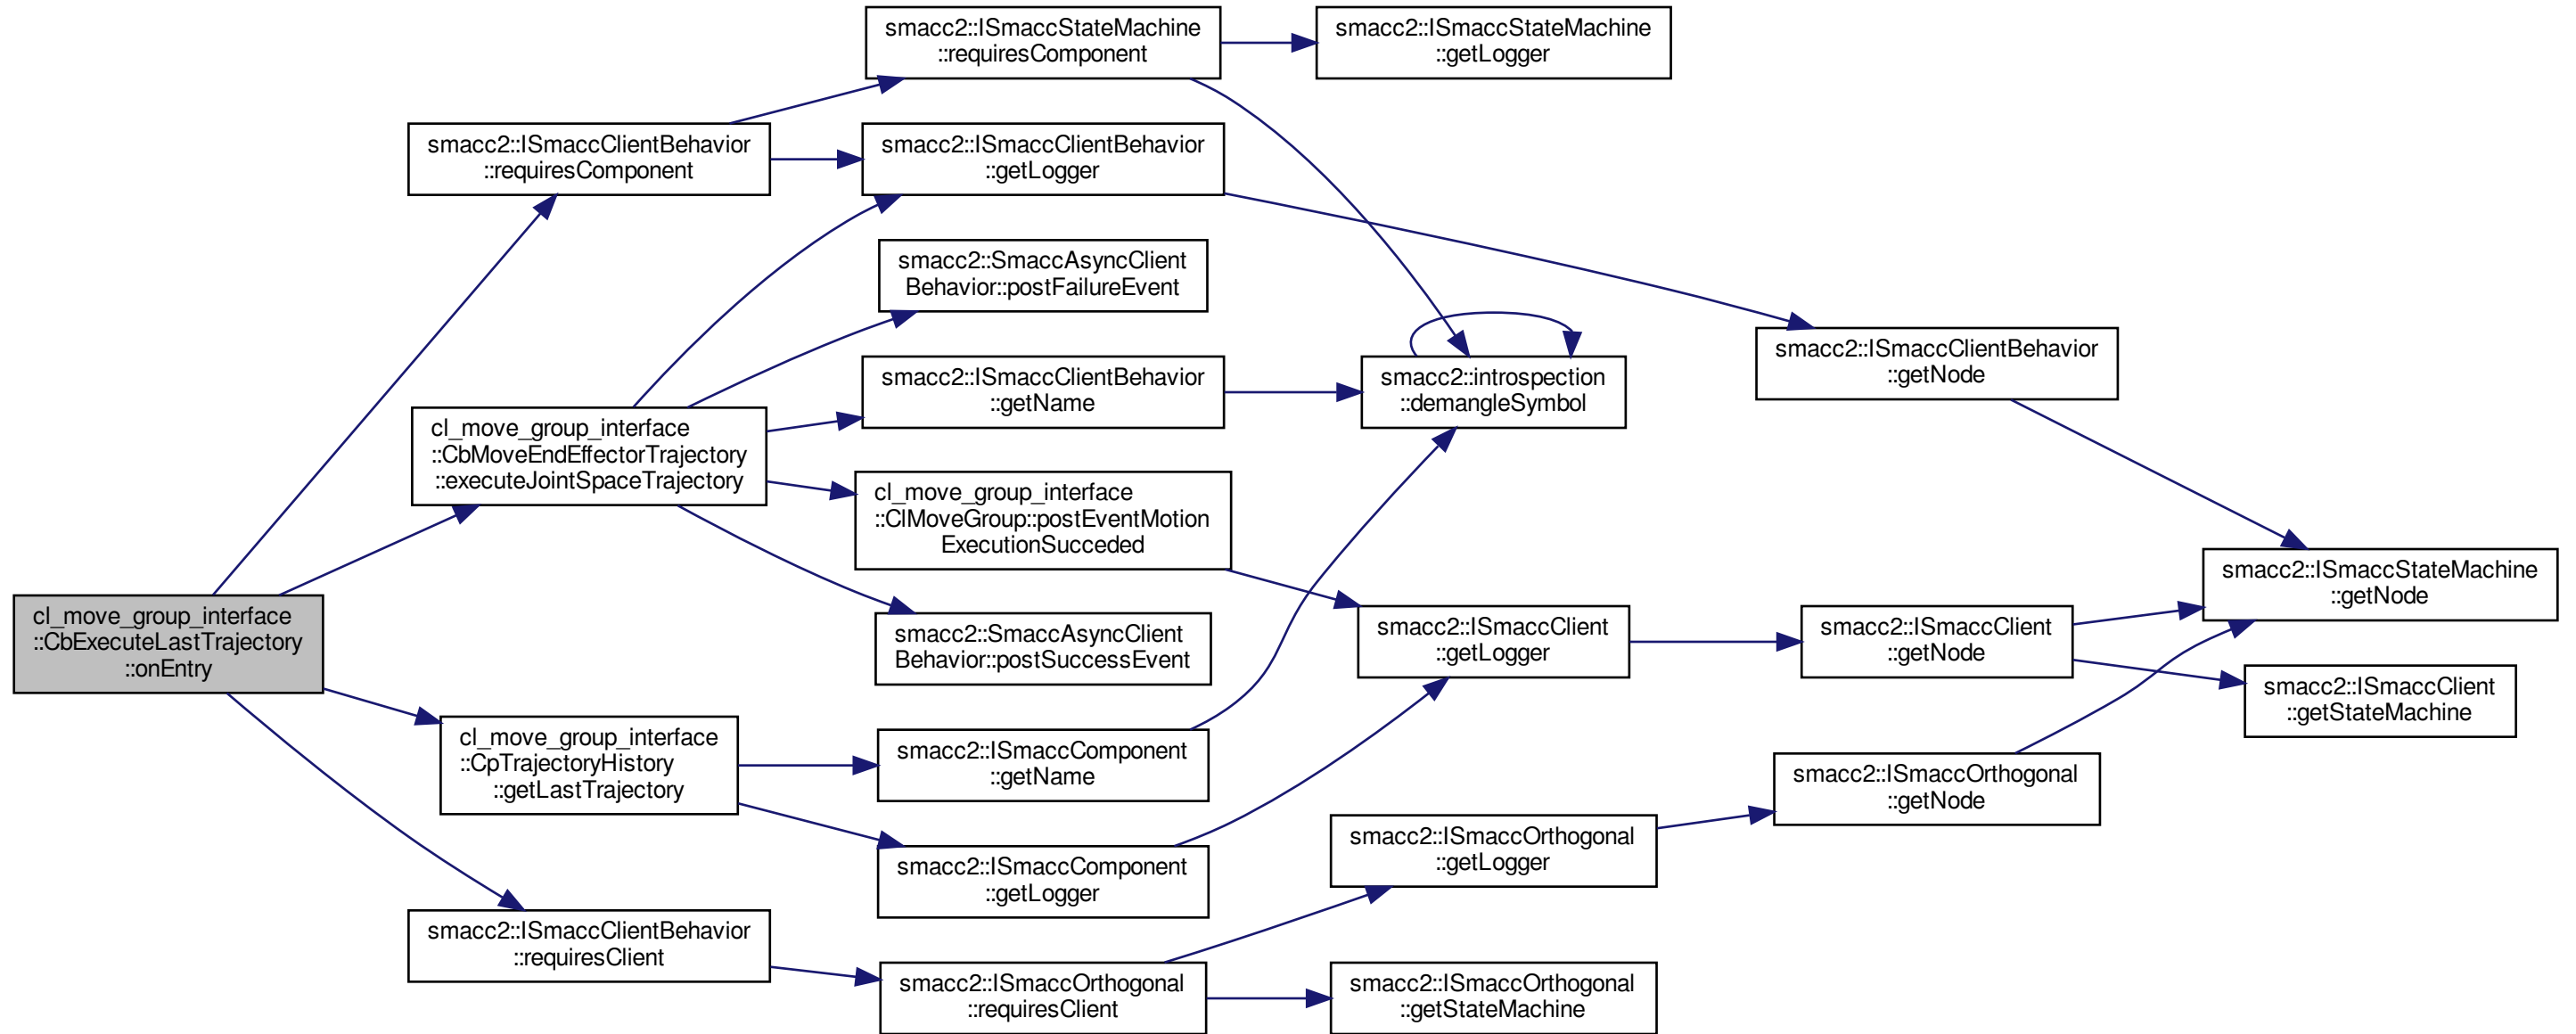 smacc2::ISmaccStateMachine
::requiresComponent
smacc2::ISmaccStateMachine
::getLogger
smacc2::ISmaccClientBehavior
::requiresComponent
smacc2::ISmaccClientBehavior
::getLogger
smacc2::SmaccAsyncClient
Behavior::postFailureEvent
smacc2::ISmaccClientBehavior
::getNode
smacc2::ISmaccClientBehavior
::getName
smacc2::introspection
::demangleSymbol
cl_move_group_interface
::CbMoveEndEffectorTrajectory
::executeJointSpaceTrajectory
cl_move_group_interface
::ClMoveGroup::postEventMotion
ExecutionSucceded
smacc2::ISmaccStateMachine
::getNode
cl_move_group_interface
::CbExecuteLastTrajectory
::onEntry
smacc2::SmaccAsyncClient
Behavior::postSuccessEvent
smacc2::ISmaccClient
::getLogger
smacc2::ISmaccClient
::getNode
smacc2::ISmaccClient
::getStateMachine
cl_move_group_interface
::CpTrajectoryHistory
::getLastTrajectory
smacc2::ISmaccComponent
::getName
smacc2::ISmaccOrthogonal
::getNode
smacc2::ISmaccOrthogonal
::getLogger
smacc2::ISmaccComponent
::getLogger
smacc2::ISmaccClientBehavior
::requiresClient
smacc2::ISmaccOrthogonal
::requiresClient
smacc2::ISmaccOrthogonal
::getStateMachine